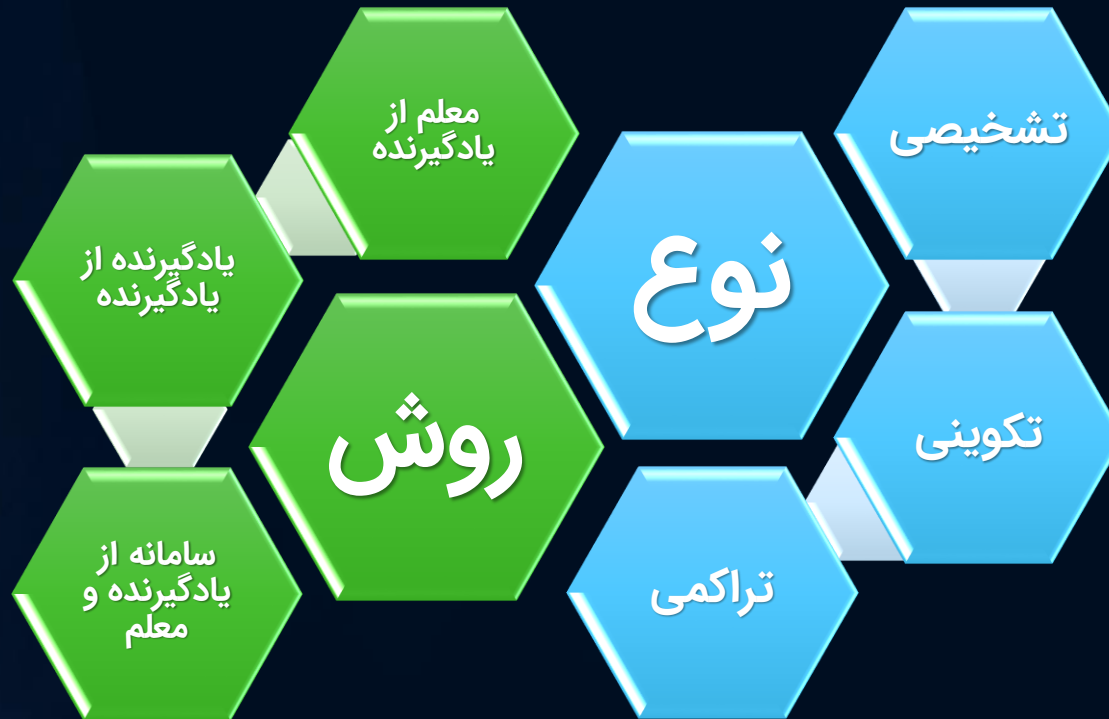 نوع
تشخیصی
تکوینی
تراکمی
روش
معلم از
یادگیرنده
یادگیرنده از
یادگیرنده
سامانه از
یادگیرنده و
معلم